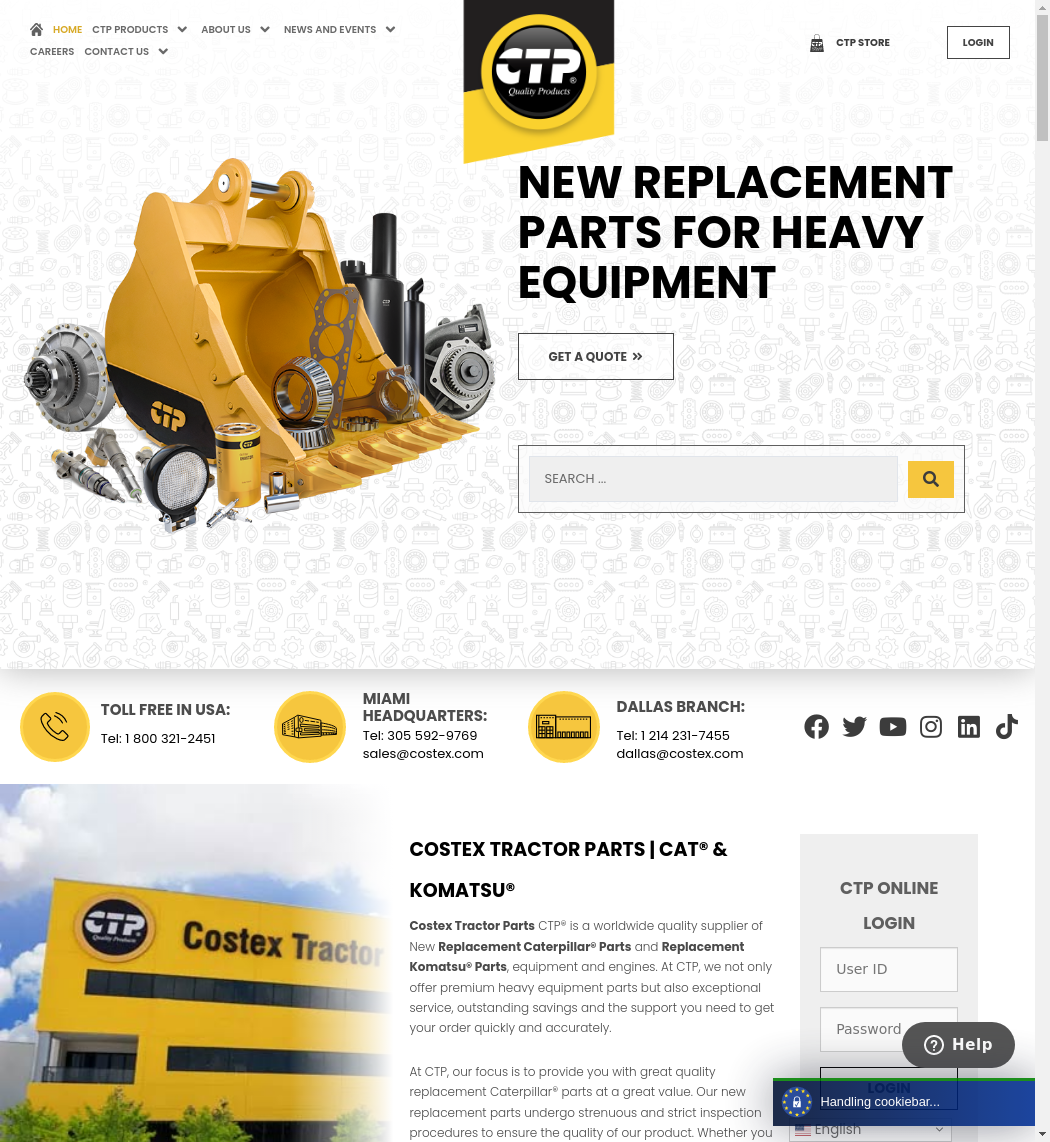 HOME CTP PRODUCTS ABOUT US NEWS AND EVENTS
CAREERS CONTACT US
CTP
Quality Products
CTP STORE
LOGIN
NEW REPLACEMENT
PARTS FOR HEAVY
EQUIPMENT
GET A QUOTE
SEARCH ...
CTP
CTP
TOLL FREE IN USA:
Tel: 1 800 321-2451
MIAMI
HEADQUARTERS:
Tel: 305 592-9769
sales@costex.com
DALLAS BRANCH:
Tel: 1 214 231-7455
dallas@costex.com
CTP
Quality Products
Costex Tractor
COSTEX TRACTOR PARTS | CAT® &
KOMATSU®
Costex Tractor Parts CTP® is a worldwide quality supplier of
New Replacement Caterpillar® Parts and Replacement
Komatsu® Parts, equipment and engines. At CTP, we not only
offer premium heavy equipment parts but also exceptional
service, outstanding savings and the support you need to get
your order quickly and accurately.
At CTP, our focus is to provide you with great quality
replacement Caterpillar® parts at a great value. Our new
replacement parts undergo strenuous and strict inspection
procedures to ensure the quality of our product. Whether you
CTP ONLINE
LOGIN
User ID
Password
Help
LOGIN
Handling cookiebar...
English